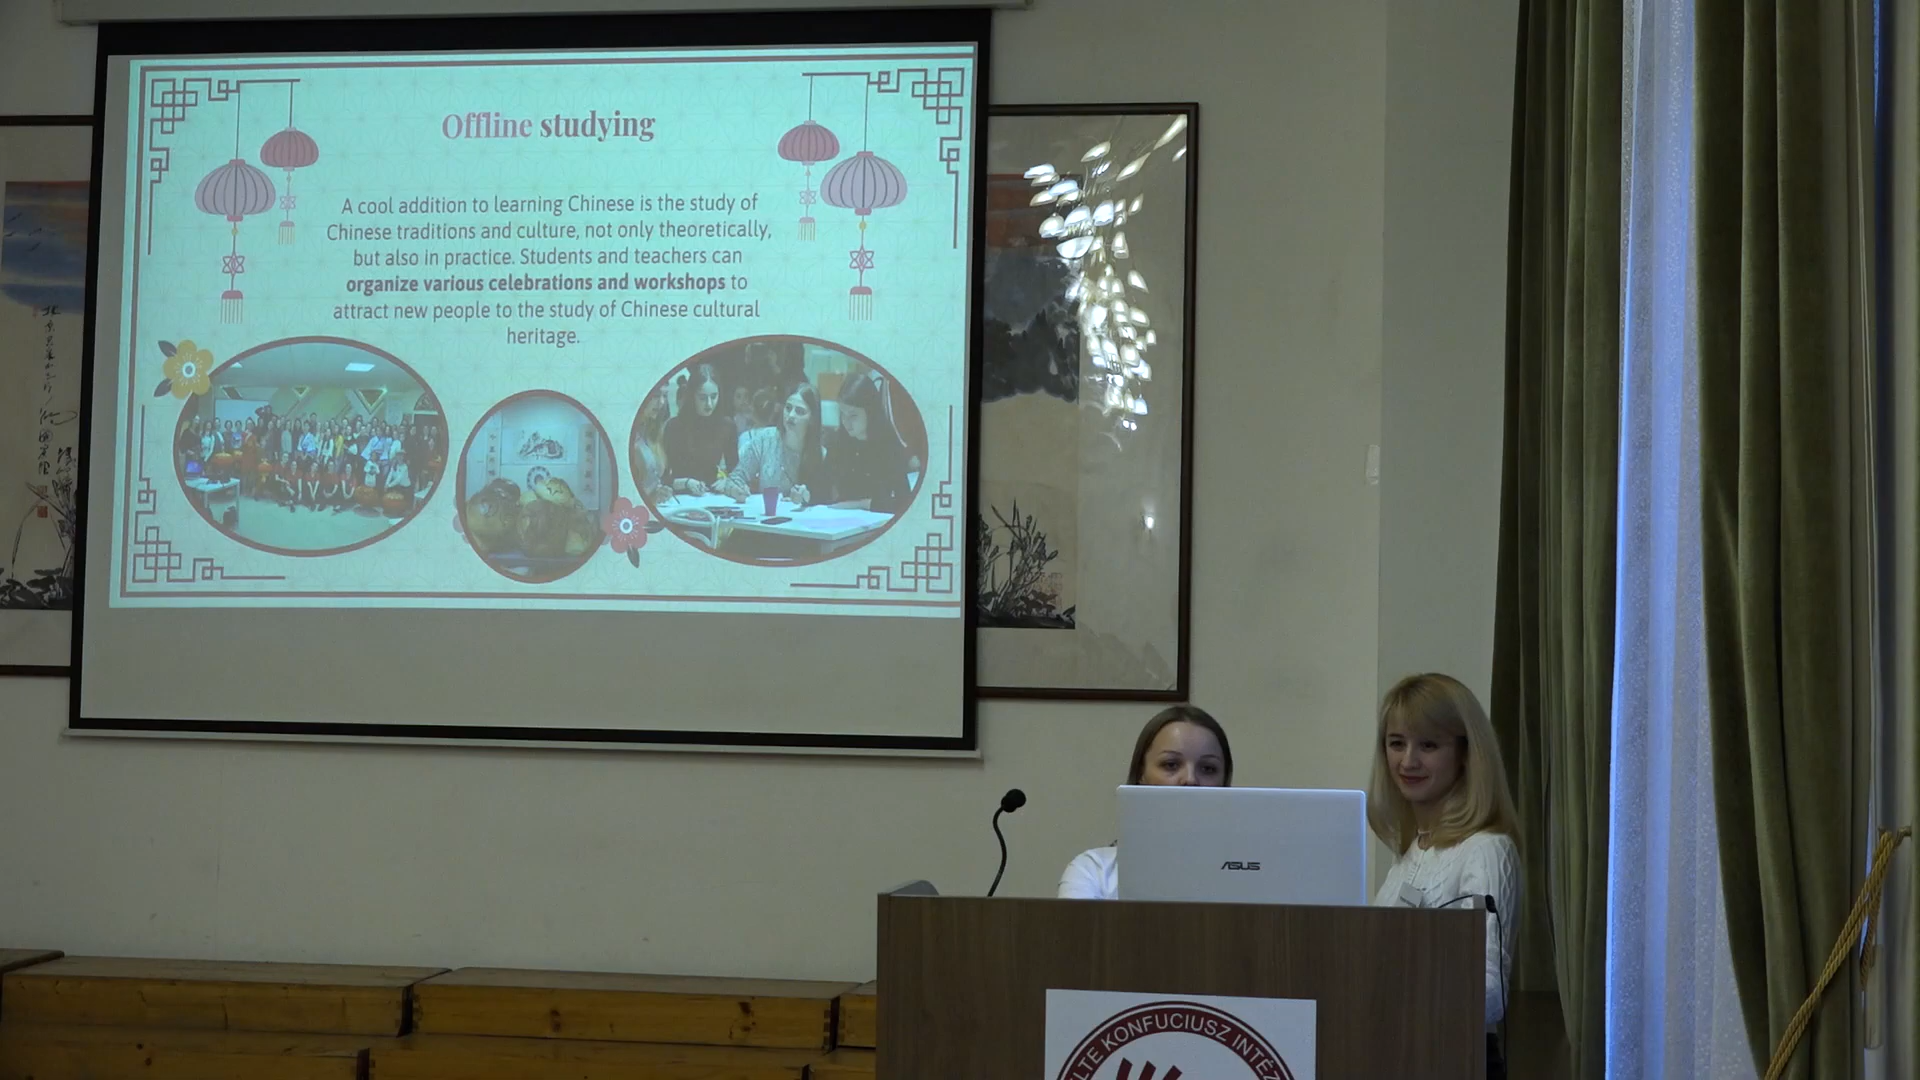 Offline studying
A cool addition to learning Chinese is the study of
Chinese traditions and culture, not only theoretically,
but also in practice. Students and teachers can
organize various celebrations and workshops to
attract new people to the study of Chinese cultural
heritage.
ASUS
ELTE KONFUCIUSZ INTÉZ